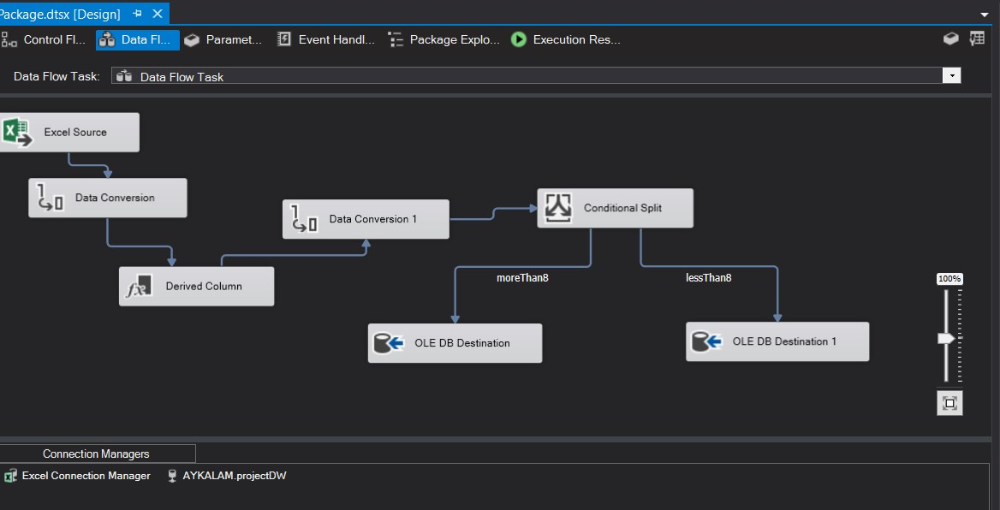 Package.dtsx [Design]
Control Fl...
Data Fl...
Paramet...
Event Handl...
Package Explo...
Execution Res...
Data Flow Task:
Data Flow Task
Excel Source
Data Conversion
Data Conversion 1
Conditional Split
Derived Column
moreThan8
lessThan8
100%
OLE DB Destination
OLE DB Destination 1
Connection Managers
Excel Connection Manager
AYKALAM.projectDW